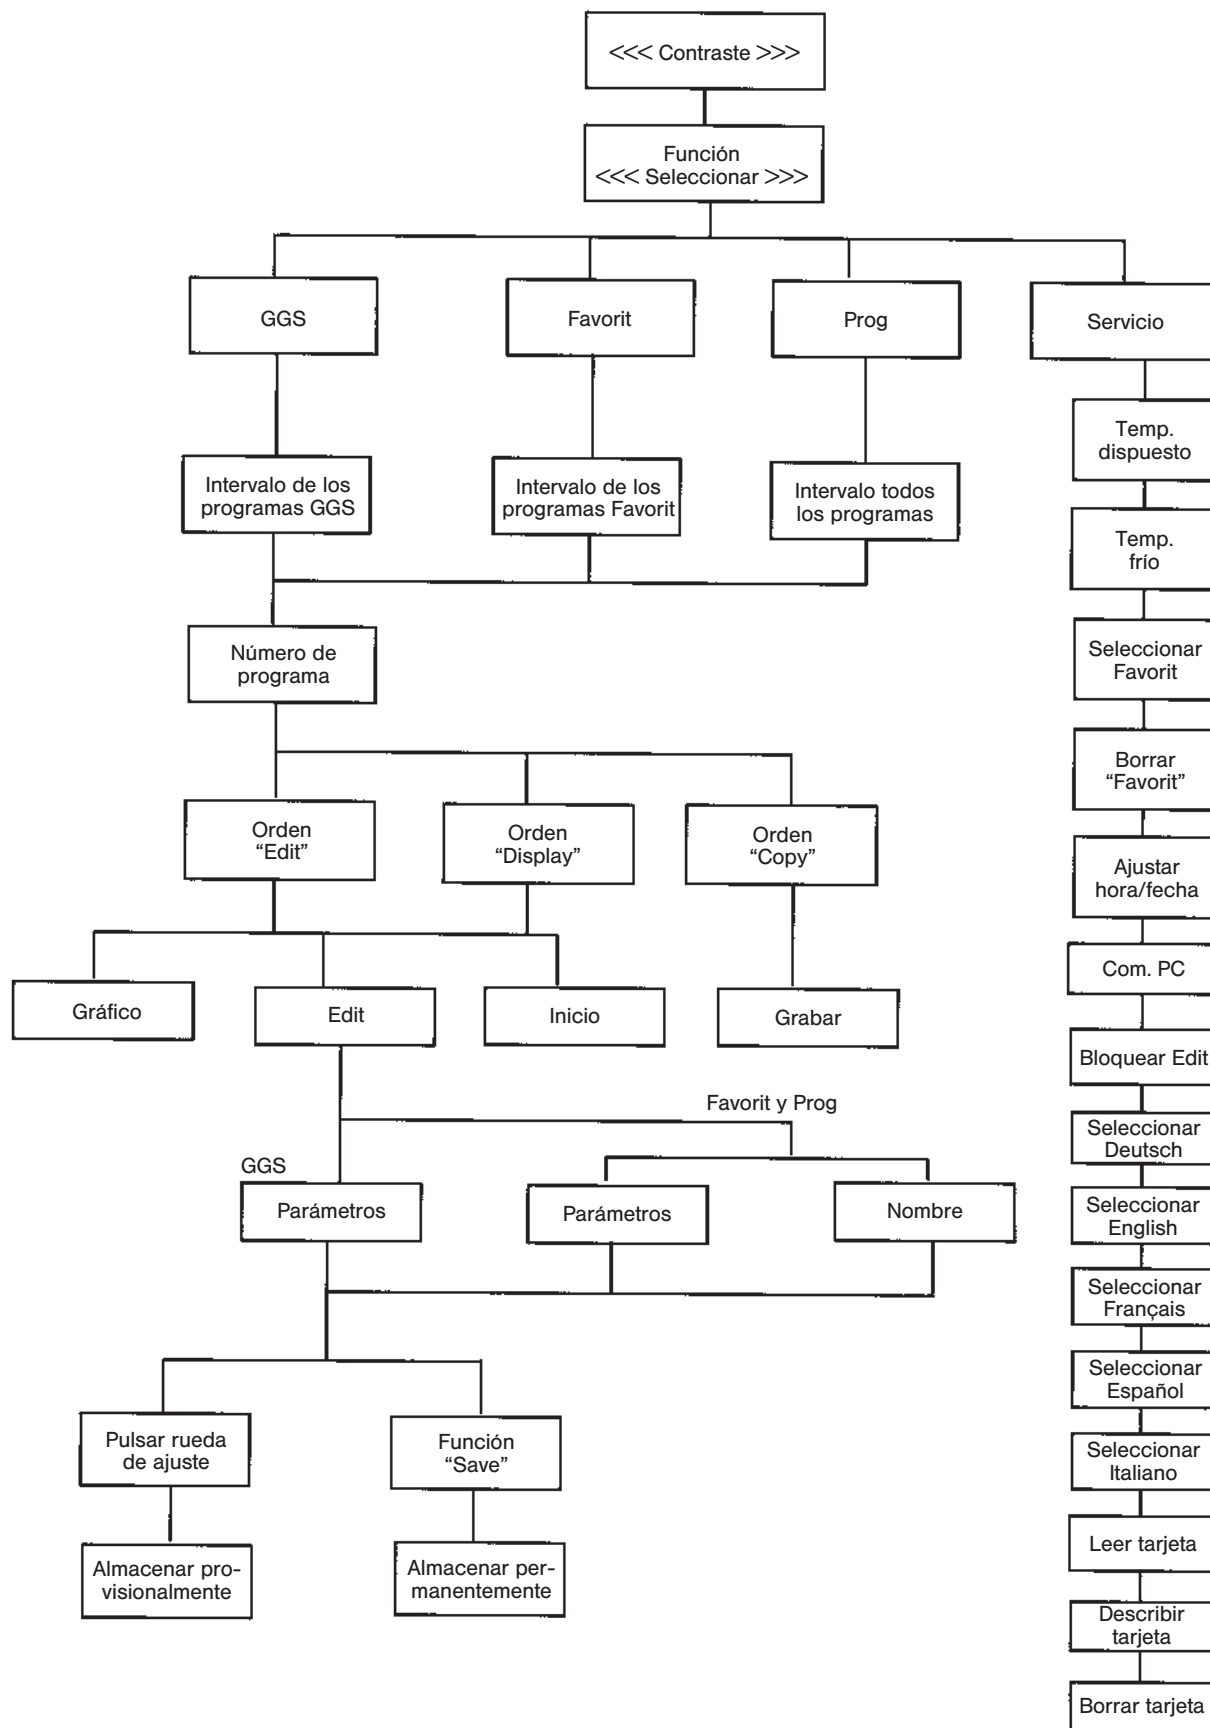 <<< Contraste >>>
Función
<<< Seleccionar >>>
GGS
Favorit
Prog
Servicio
Intervalo de los
programas GGS
Intervalo de los
programas Favorit
Intervalo todos
los programas
Número de
programa
Orden
“Edit”
Orden
“Display”
Orden
“Copy”
Gráfico
Edit
Inicio
Grabar
Favorit y Prog
GGS
Parámetros
Parámetros
Nombre
Pulsar rueda
de ajuste
Función
“Save”
Almacenar pro-
visionalmente
Almacenar per-
manentemente
Temp.
dispuesto
Temp.
frío
Seleccionar
Favorit
Borrar
“Favorit”
Ajustar
hora/fecha
Com. PC
Bloquear Edit
Seleccionar
Deutsch
Seleccionar
English
Seleccionar
Français
Seleccionar
Español
Seleccionar
Italiano
Leer tarjeta
Describir
tarjeta
Borrar tarjeta